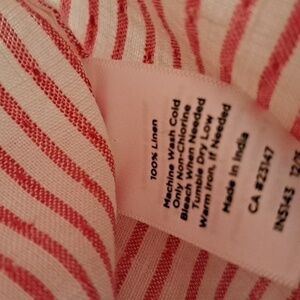 100% Linen
Machine Wash Cold
Only Non-Chlorine
Bleach When Needed
Tumble Dry Low
Warm Iron, If Needed
Made in India
CA #23147
INS143